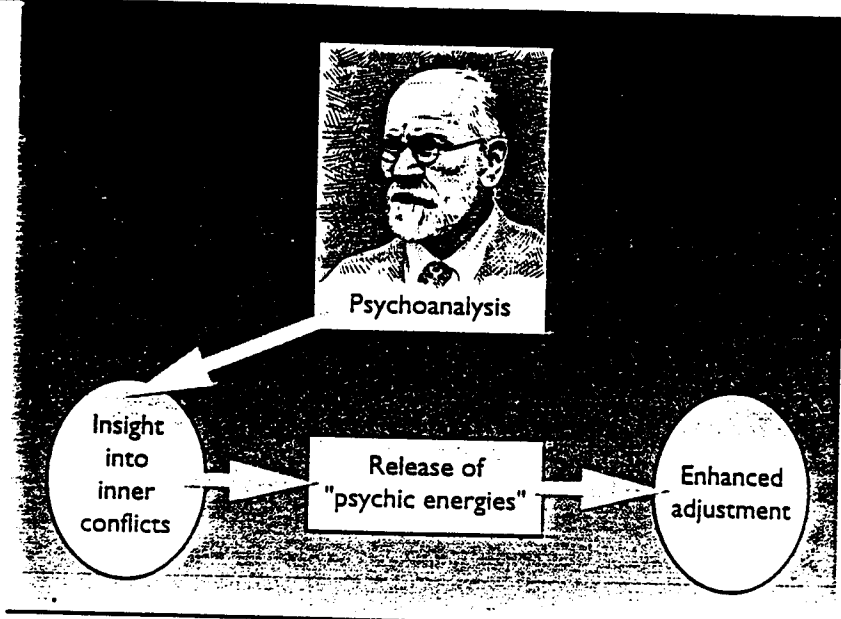 Psychoanalysis
Insight
into
inner
conflicts
Release of
"psychic energies"
Enhanced
adjustment